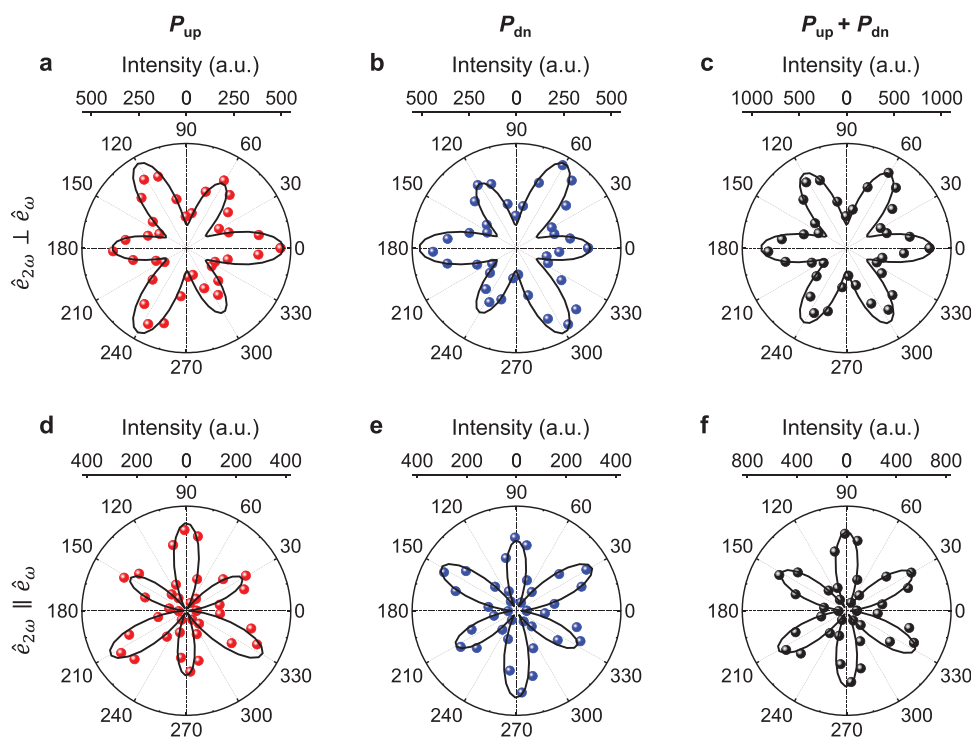 P_up P_dn P_up + P_dn
a Intensity (a.u.) b Intensity (a.u.) c Intensity (a.u.)
500 250 0 250 500 500 250 0 250 500 1000 500 0 500 1000
90 90 90
120 60 120 60 120 60
150 30 150 30 150 30
ê2ω ⊥ êω 180 0 180 0 180 0
210 330 210 330 210 330
240 300 240 300 240 300
270 270 270
d Intensity (a.u.) e Intensity (a.u.) f Intensity (a.u.)
400 200 0 200 400 400 200 0 200 400 800 400 0 400 800
90 90 90
120 60 120 60 120 60
150 30 150 30 150 30
ê2ω ∥ êω 180 0 180 0 180 0
210 330 210 330 210 330
240 300 240 300 240 300
270 270 270